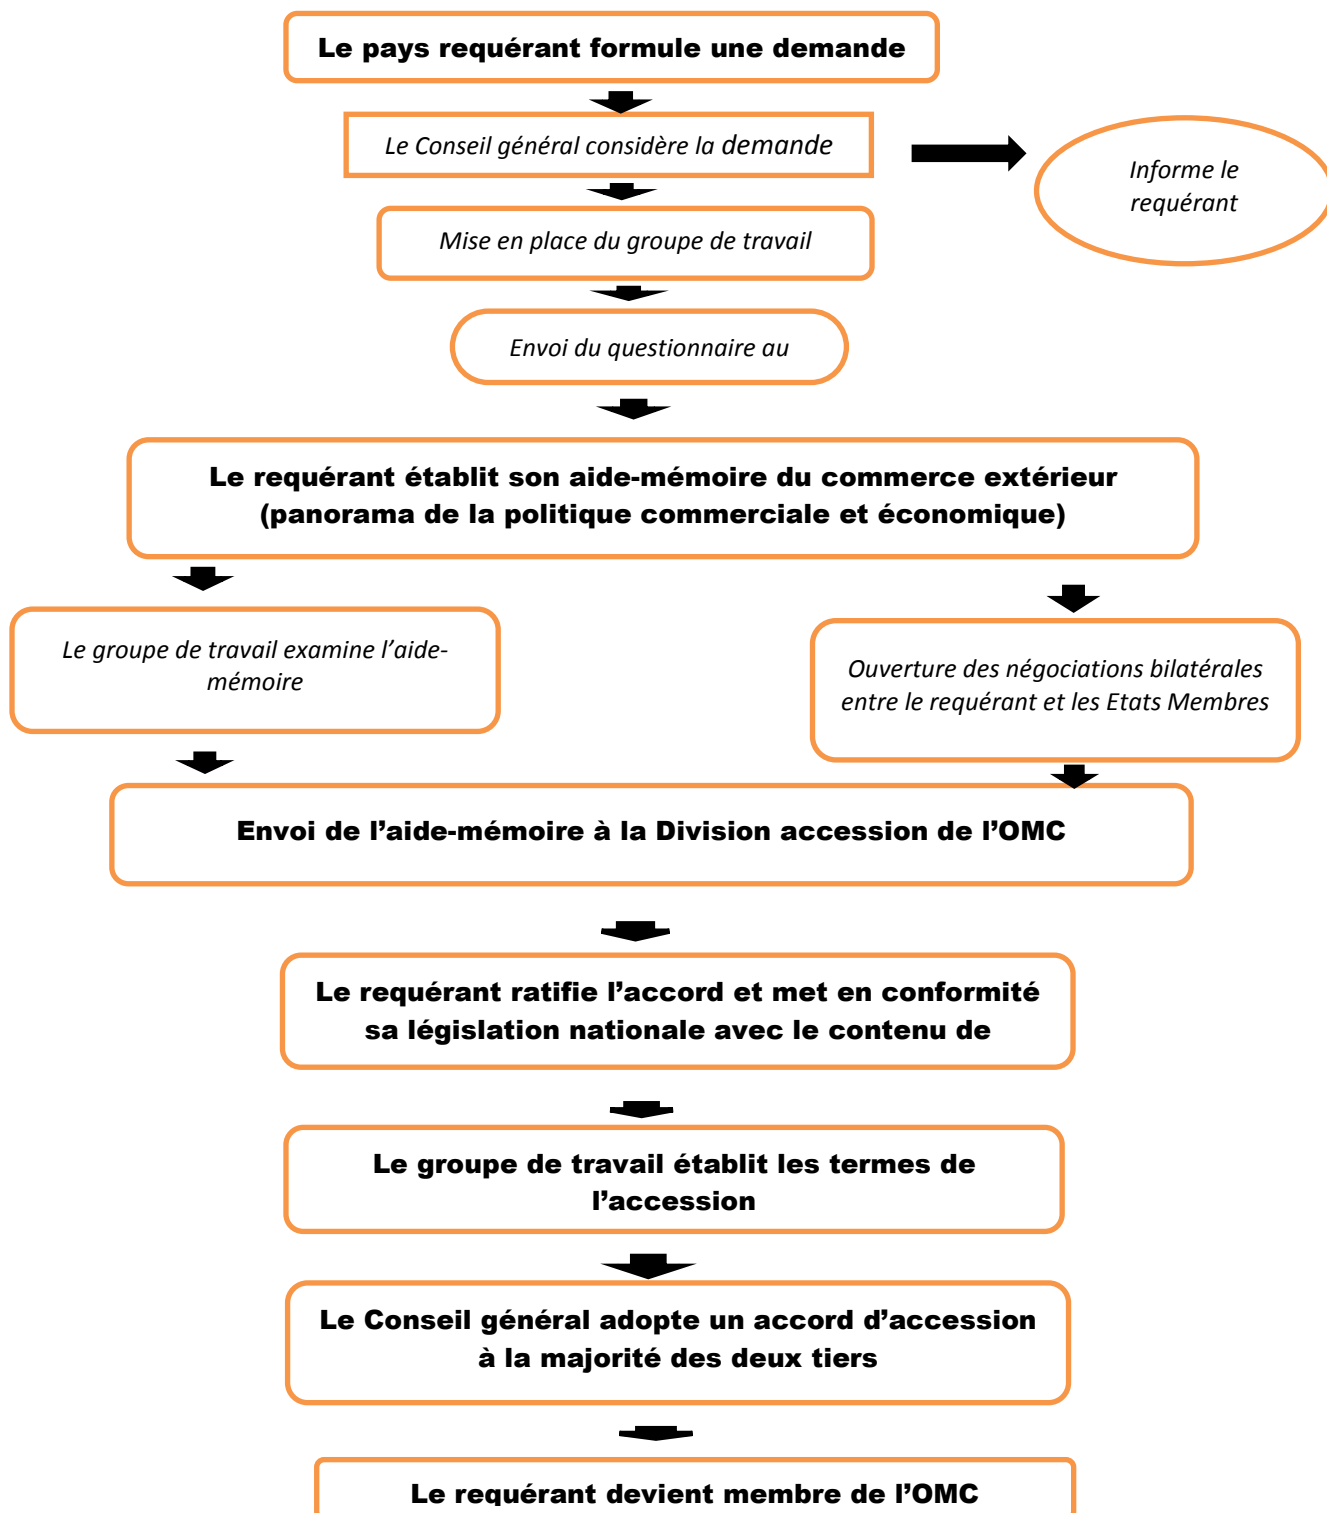 Le pays requérant formule une demande
Le Conseil général considère la demande
Informe le
requérant
Mise en place du groupe de travail
Envoi du questionnaire au
Le requérant établit son aide-mémoire du commerce extérieur
(panorama de la politique commerciale et économique)
Le groupe de travail examine l’aide-
mémoire
Ouverture des négociations bilatérales
entre le requérant et les Etats Membres
Envoi de l’aide-mémoire à la Division accession de l’OMC
Le requérant ratifie l’accord et met en conformité
sa législation nationale avec le contenu de
Le groupe de travail établit les termes de
l’accession
Le Conseil général adopte un accord d’accession
à la majorité des deux tiers
Le requérant devient membre de l’OMC